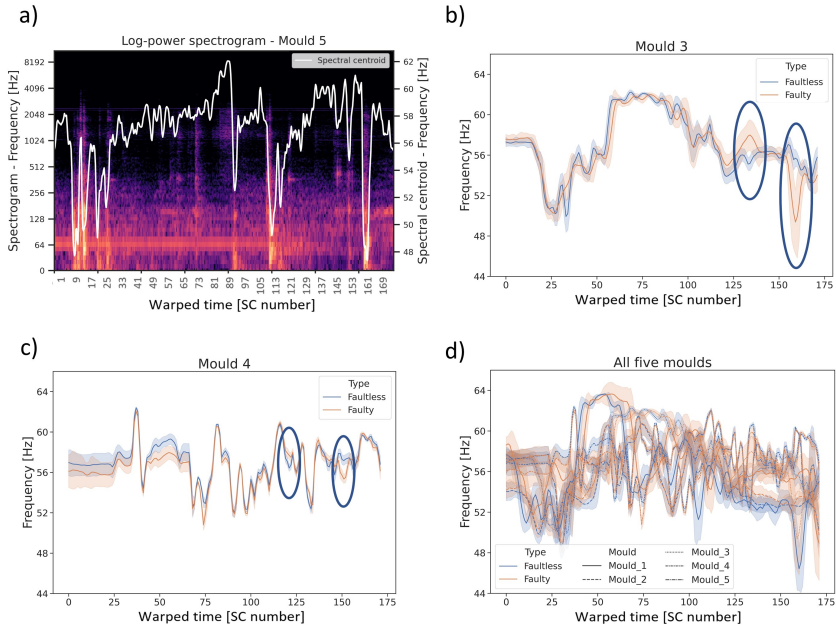 a)
Log-power spectrogram - Mould 5
Spectral centroid
8192
4096
2048
1024
512
256
128
64
0
Spectrogram - Frequency [Hz]
62
60
58
56
54
52
50
48
Spectral centroid - Frequency [Hz]
1 9 17 25 33 41 49 57 65 73 81 89 97 105 113 121 129 137 145 153 161 169
Warped time [SC number]
b)
Mould 3
Type
Faultless
Faulty
64
60
56
52
48
44
Frequency [Hz]
0 25 50 75 100 125 150 175
Warped time [SC number]
c)
Mould 4
Type
Faultless
Faulty
64
60
56
52
48
44
Frequency [Hz]
0 25 50 75 100 125 150 175
Warped time [SC number]
d)
All five moulds
64
60
56
52
48
44
Frequency [Hz]
Type Mould Mould_3
Faultless Mould_1 Mould_4
Faulty Mould_2 Mould_5
0 25 50 75 100 125 150 175
Warped time [SC number]